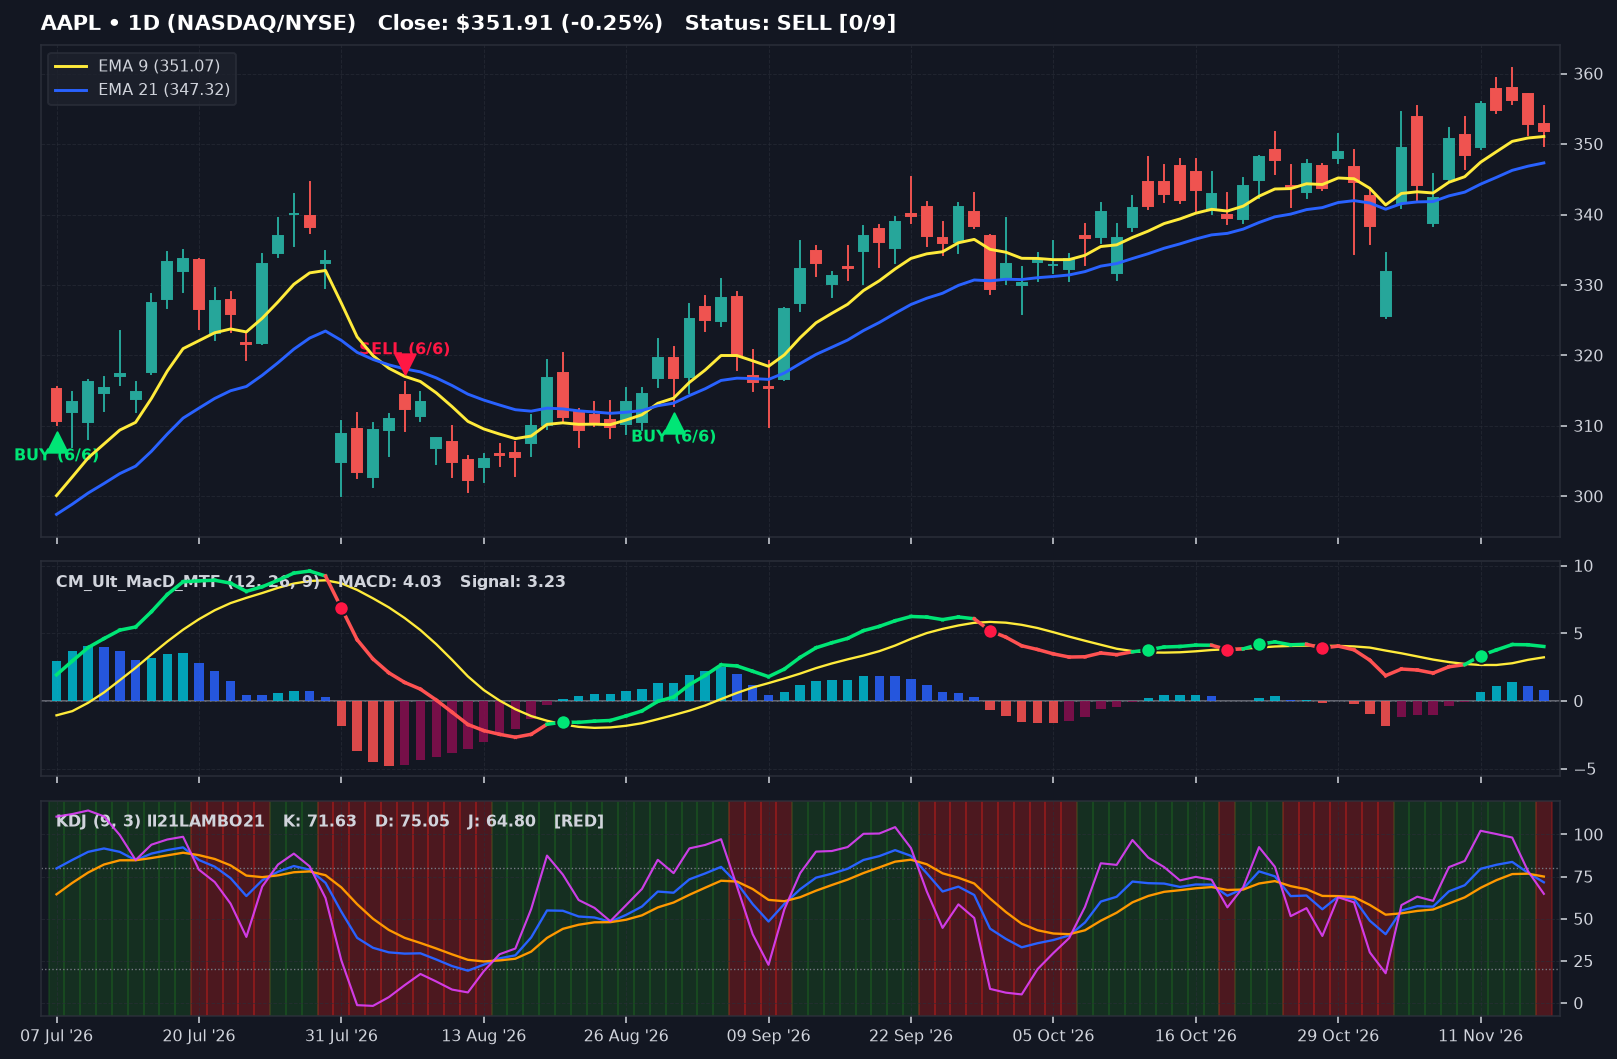 AAPL • 1D (NASDAQ/NYSE)   Close: $351.91 (-0.25%)   Status: SELL [0/9]
EMA 9 (351.07)
EMA 21 (347.32)
360
350
340
330
320
310
300
SELL (6/6)
BUY (6/6)
BUY (6/6)
CM_Ult_MacD_MTF (12, 26, 9)   MACD: 4.03   Signal: 3.23
10
5
0
−5
KDJ (9, 3) II21LAMBO21   K: 71.63   D: 75.05   J: 64.80   [RED]
100
75
50
25
0
07 Jul '26   20 Jul '26   31 Jul '26   13 Aug '26   26 Aug '26   09 Sep '26   22 Sep '26   05 Oct '26   16 Oct '26   29 Oct '26   11 Nov '26